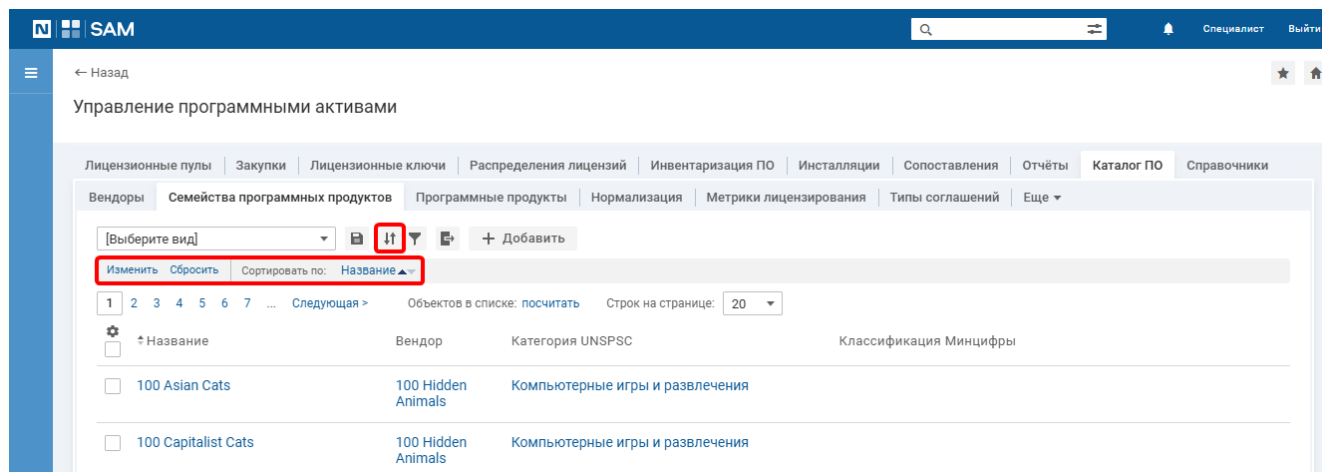 N SAM Специалист Выйти
← Назад
Управление программными активами
Лицензионные пулы Закупки Лицензионные ключи Распределения лицензий Инвентаризация ПО Инсталляции Сопоставления Отчёты Каталог ПО Справочники
Вендоры Семейства программных продуктов Программные продукты Нормализация Метрики лицензирования Типы соглашений Еще
[Выберите вид] + Добавить
Изменить Сбросить Сортировать по: Название
1 2 3 4 5 6 7 ... Следующая > Объектов в списке: посчитать Строк на странице: 20
Название Вендор Категория UNSPSC Классификация Минцифры
100 Asian Cats 100 Hidden Animals Компьютерные игры и развлечения
100 Capitalist Cats 100 Hidden Animals Компьютерные игры и развлечения